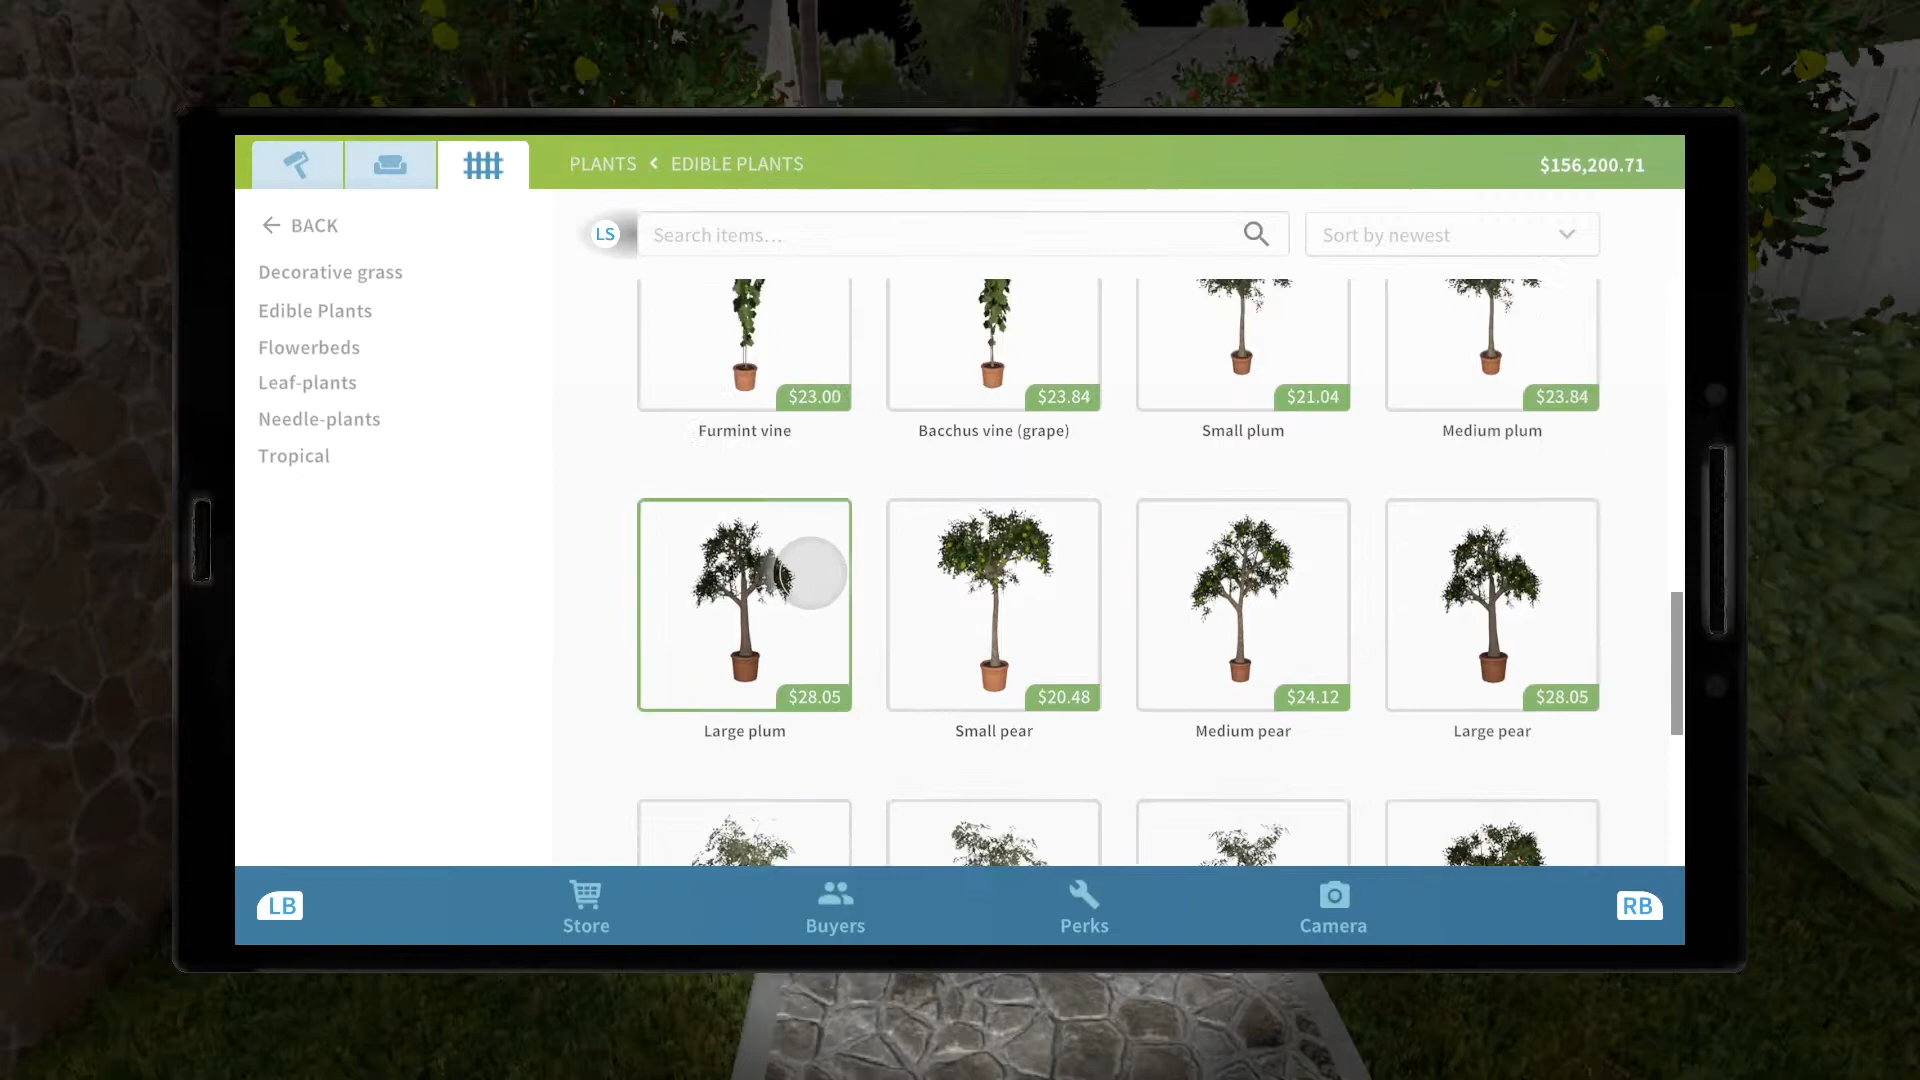 PLANTS < EDIBLE PLANTS
$156,200.71
BACK
Decorative grass
Edible Plants
Flowerbeds
Leaf-plants
Needle-plants
Tropical
LS
Search items...
Sort by newest
$23.00
$23.84
$21.04
$23.84
Furmint vine
Bacchus vine (grape)
Small plum
Medium plum
$28.05
$20.48
$24.12
$28.05
Large plum
Small pear
Medium pear
Large pear
LB
Store
Buyers
Perks
Camera
RB